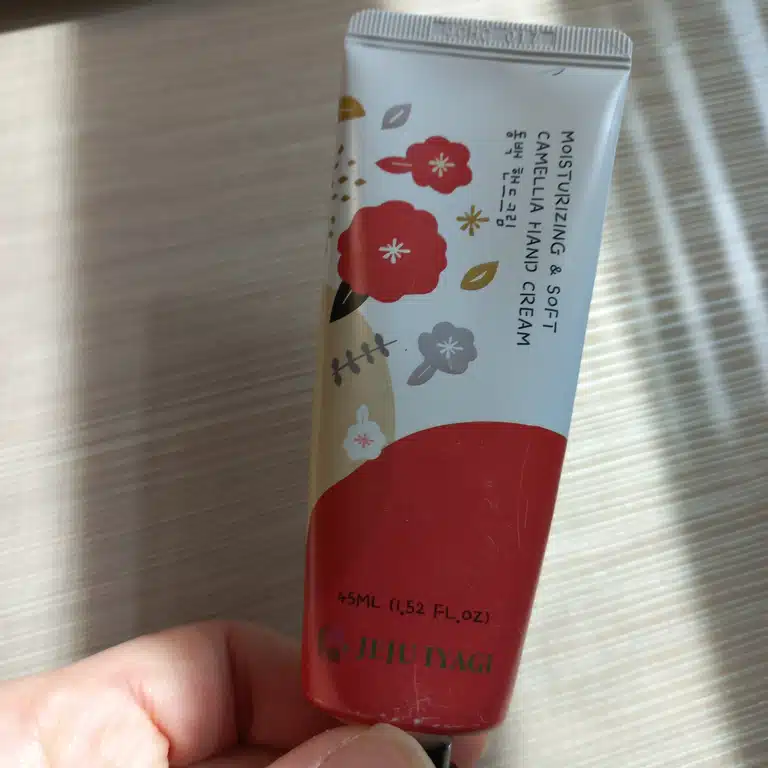 MOISTURIZING & SOFT
CAMELLIA HAND CREAM
동백 핸드크림
45ML (1.52 FL.OZ)
JEJU IYAGI